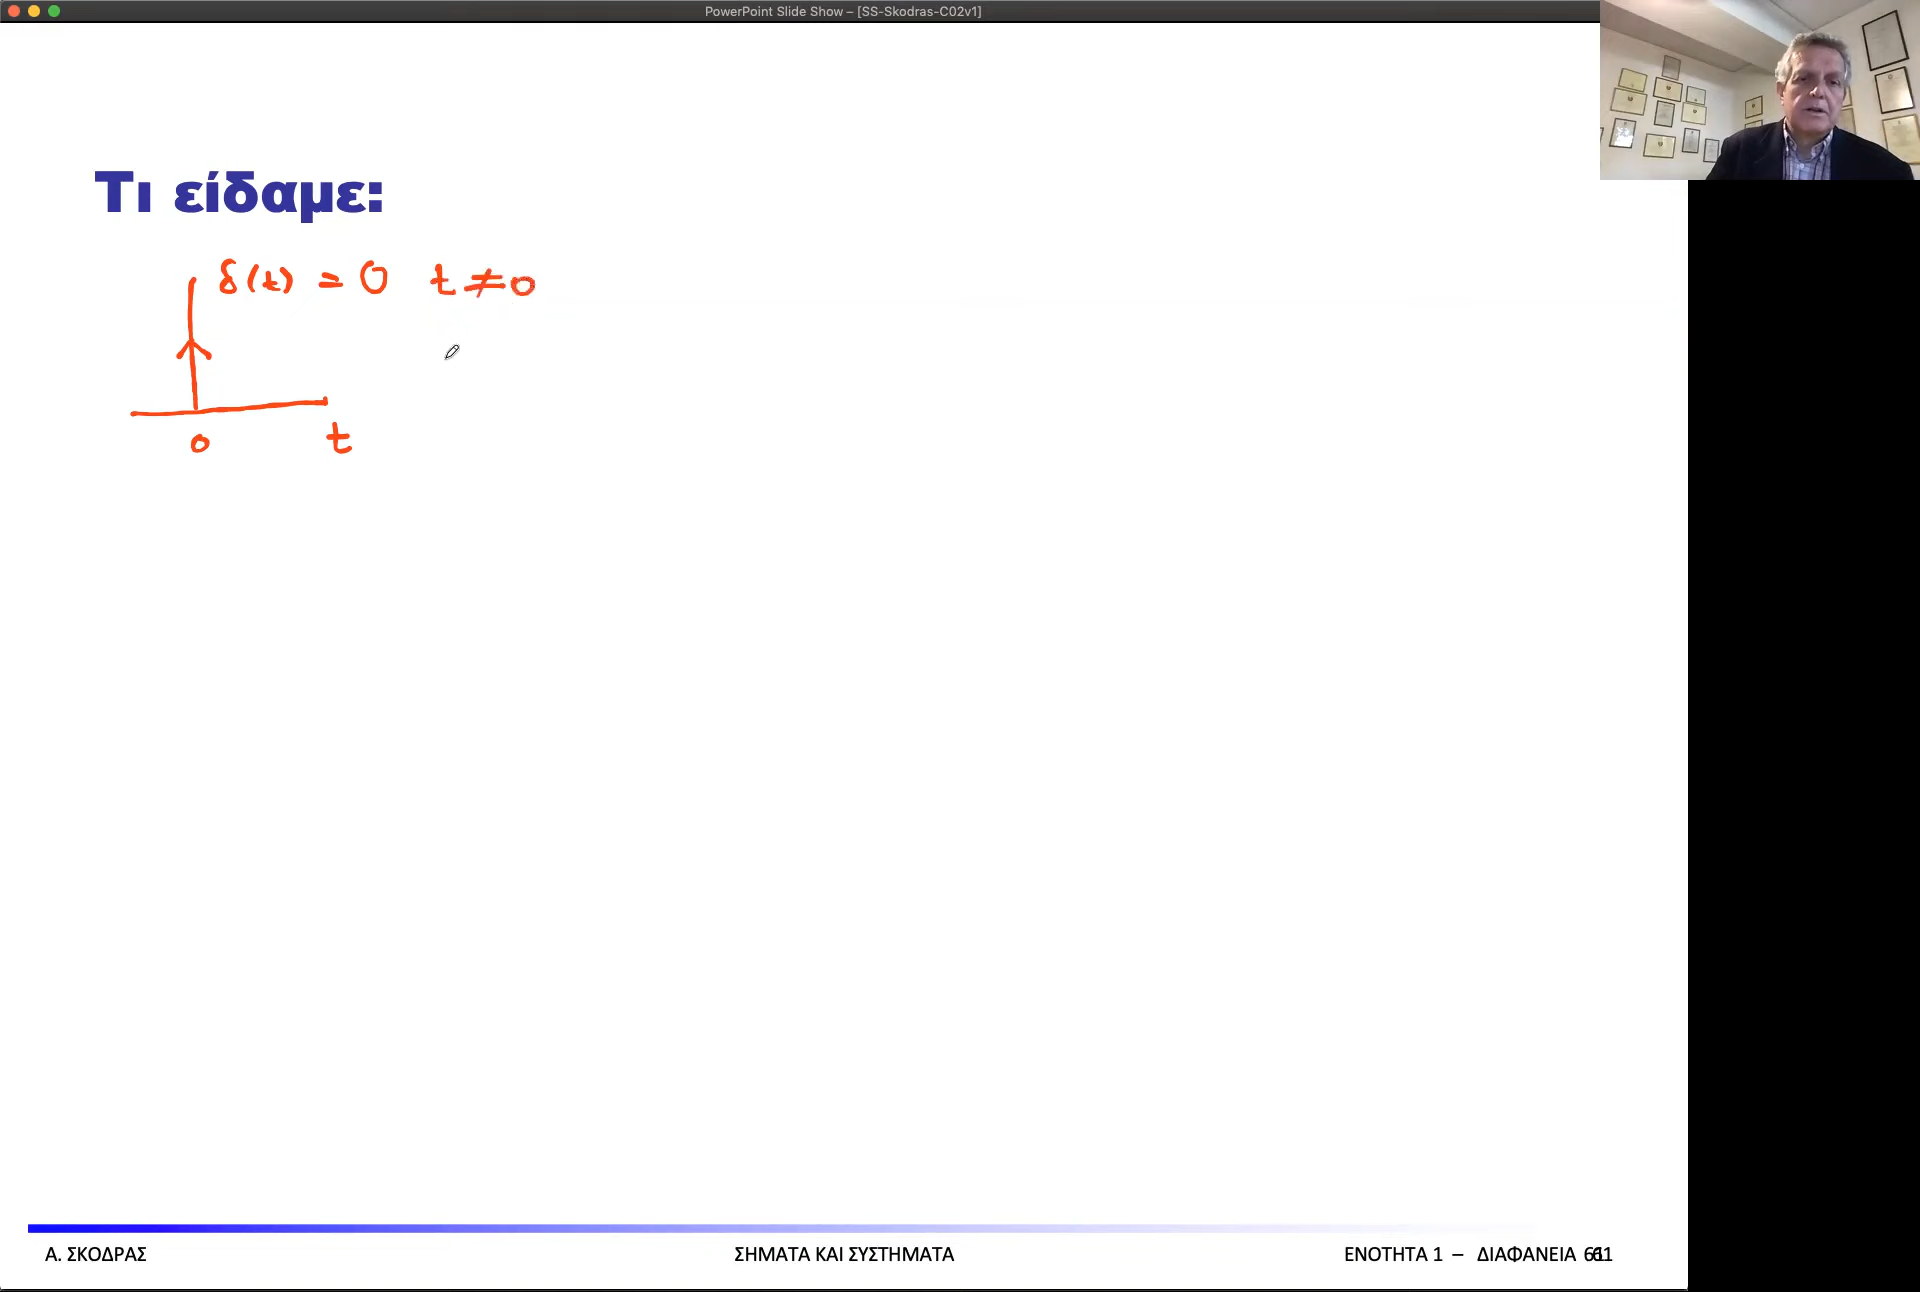 PowerPoint Slide Show – [SS-Skodras-C02v1]
Τι είδαμε:
δ(t) = 0 t ≠ 0
0 t
Α. ΣΚΟΔΡΑΣ ΣΗΜΑΤΑ ΚΑΙ ΣΥΣΤΗΜΑΤΑ ΕΝΟΤΗΤΑ 1 – ΔΙΑΦΑΝΕΙΑ